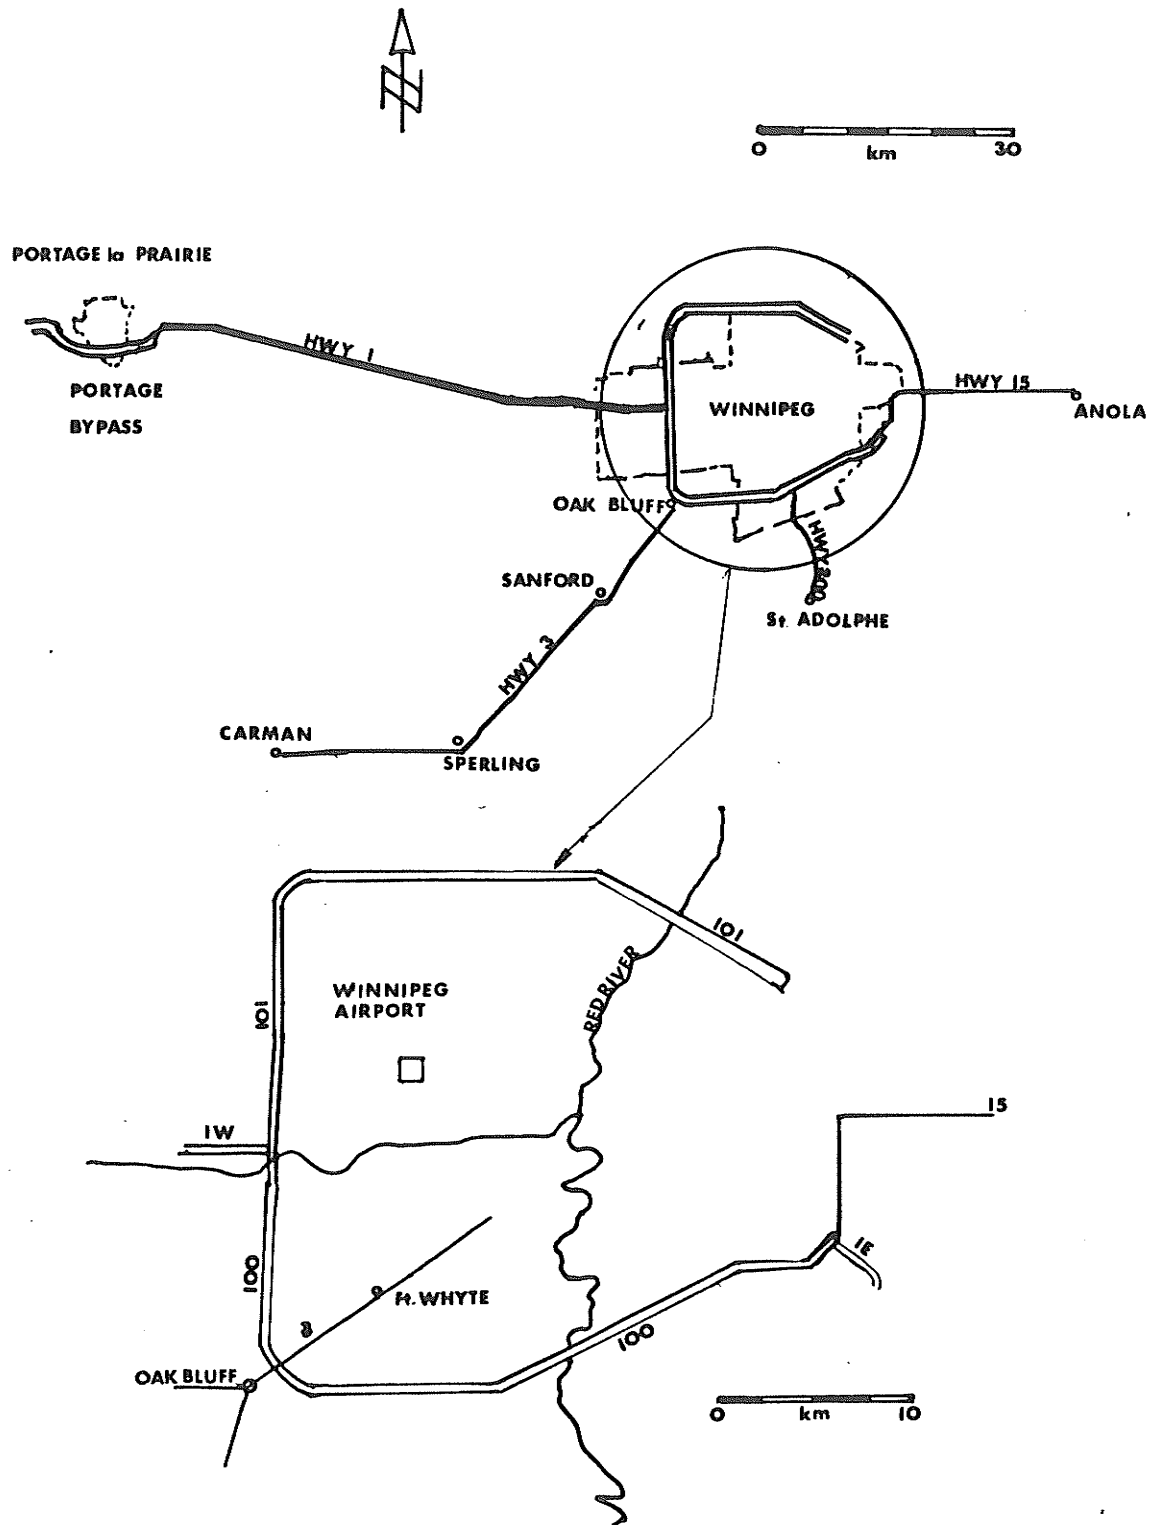 N
0 30
km
PORTAGE la PRAIRIE
HWY 1
PORTAGE
BYPASS
WINNIPEG
HWY 15
ANOLA
OAK BLUFF
HWY 200
SANFORD
St. ADOLPHE
HWY 3
CARMAN
SPERLING
101
101
RED RIVER
WINNIPEG
AIRPORT
1W
15
1E
100
Ft. WHYTE
3
100
OAK BLUFF
0 km 10